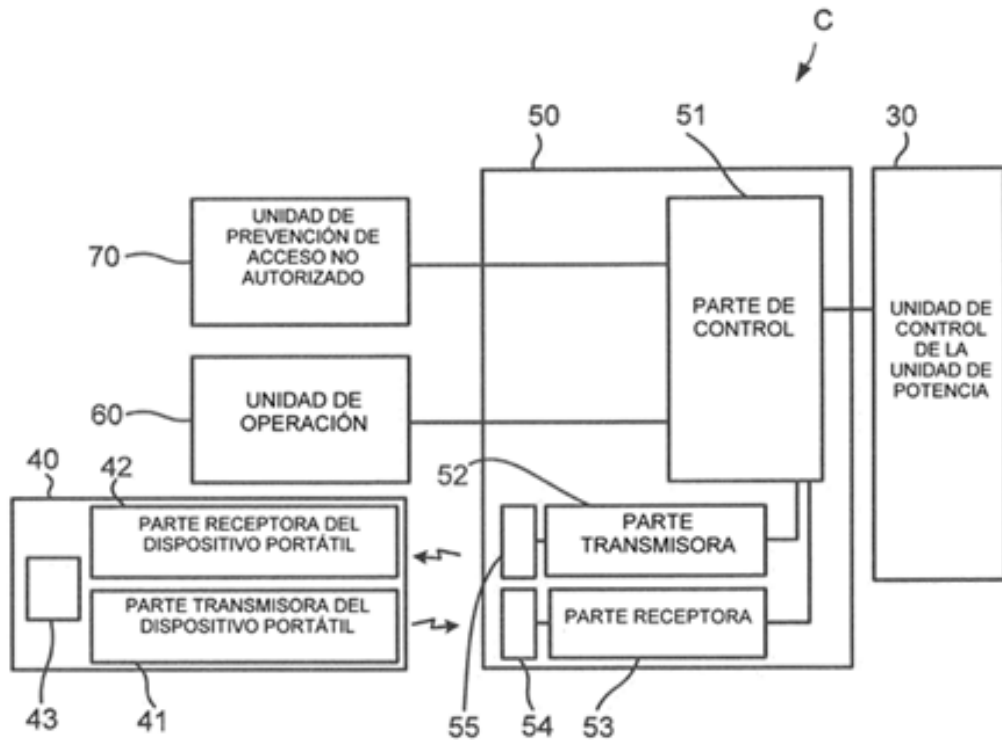 C
50
51
30
UNIDAD DE
PREVENCIÓN DE
ACCESO NO
AUTORIZADO
70
PARTE DE
CONTROL
UNIDAD DE
CONTROL
DE LA
UNIDAD DE
POTENCIA
UNIDAD DE
OPERACIÓN
60
40
42
52
PARTE RECEPTORA DEL
DISPOSITIVO PORTÁTIL
PARTE
TRANSMISORA
PARTE TRANSMISORA DEL
DISPOSITIVO PORTÁTIL
PARTE RECEPTORA
43
41
55
54
53